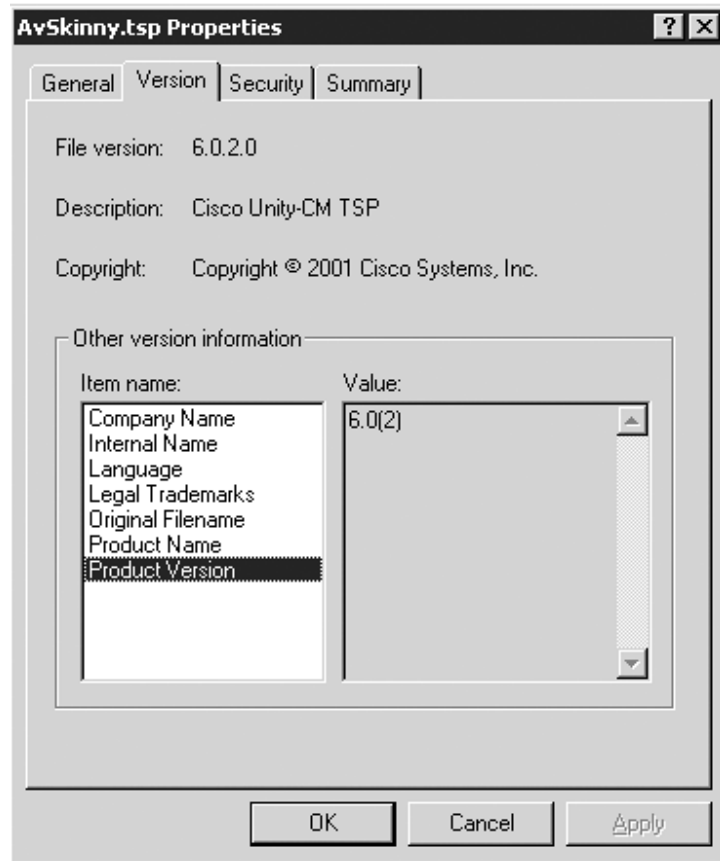 AvSkinny.tsp Properties
General Version Security Summary
File version: 6.0.2.0
Description: Cisco Unity-CM TSP
Copyright: Copyright © 2001 Cisco Systems, Inc.
Other version information
Item name: Value:
Company Name 6.0(2)
Internal Name
Language
Legal Trademarks
Original Filename
Product Name
Product Version
OK Cancel Apply